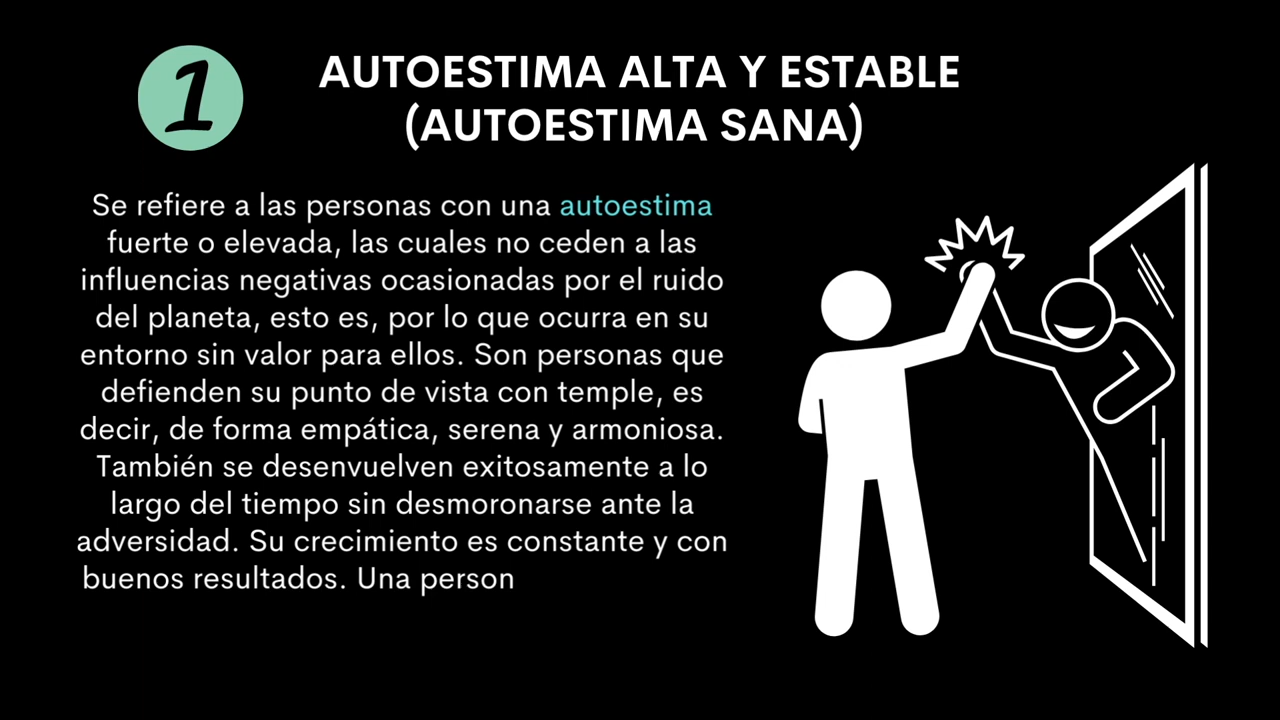 1
AUTOESTIMA ALTA Y ESTABLE
(AUTOESTIMA SANA)
Se refiere a las personas con una autoestima
fuerte o elevada, las cuales no ceden a las
influencias negativas ocasionadas por el ruido
del planeta, esto es, por lo que ocurra en su
entorno sin valor para ellos. Son personas que
defienden su punto de vista con temple, es
decir, de forma empática, serena y armoniosa.
También se desenvuelven exitosamente a lo
largo del tiempo sin desmoronarse ante la
adversidad. Su crecimiento es constante y con
buenos resultados. Una person